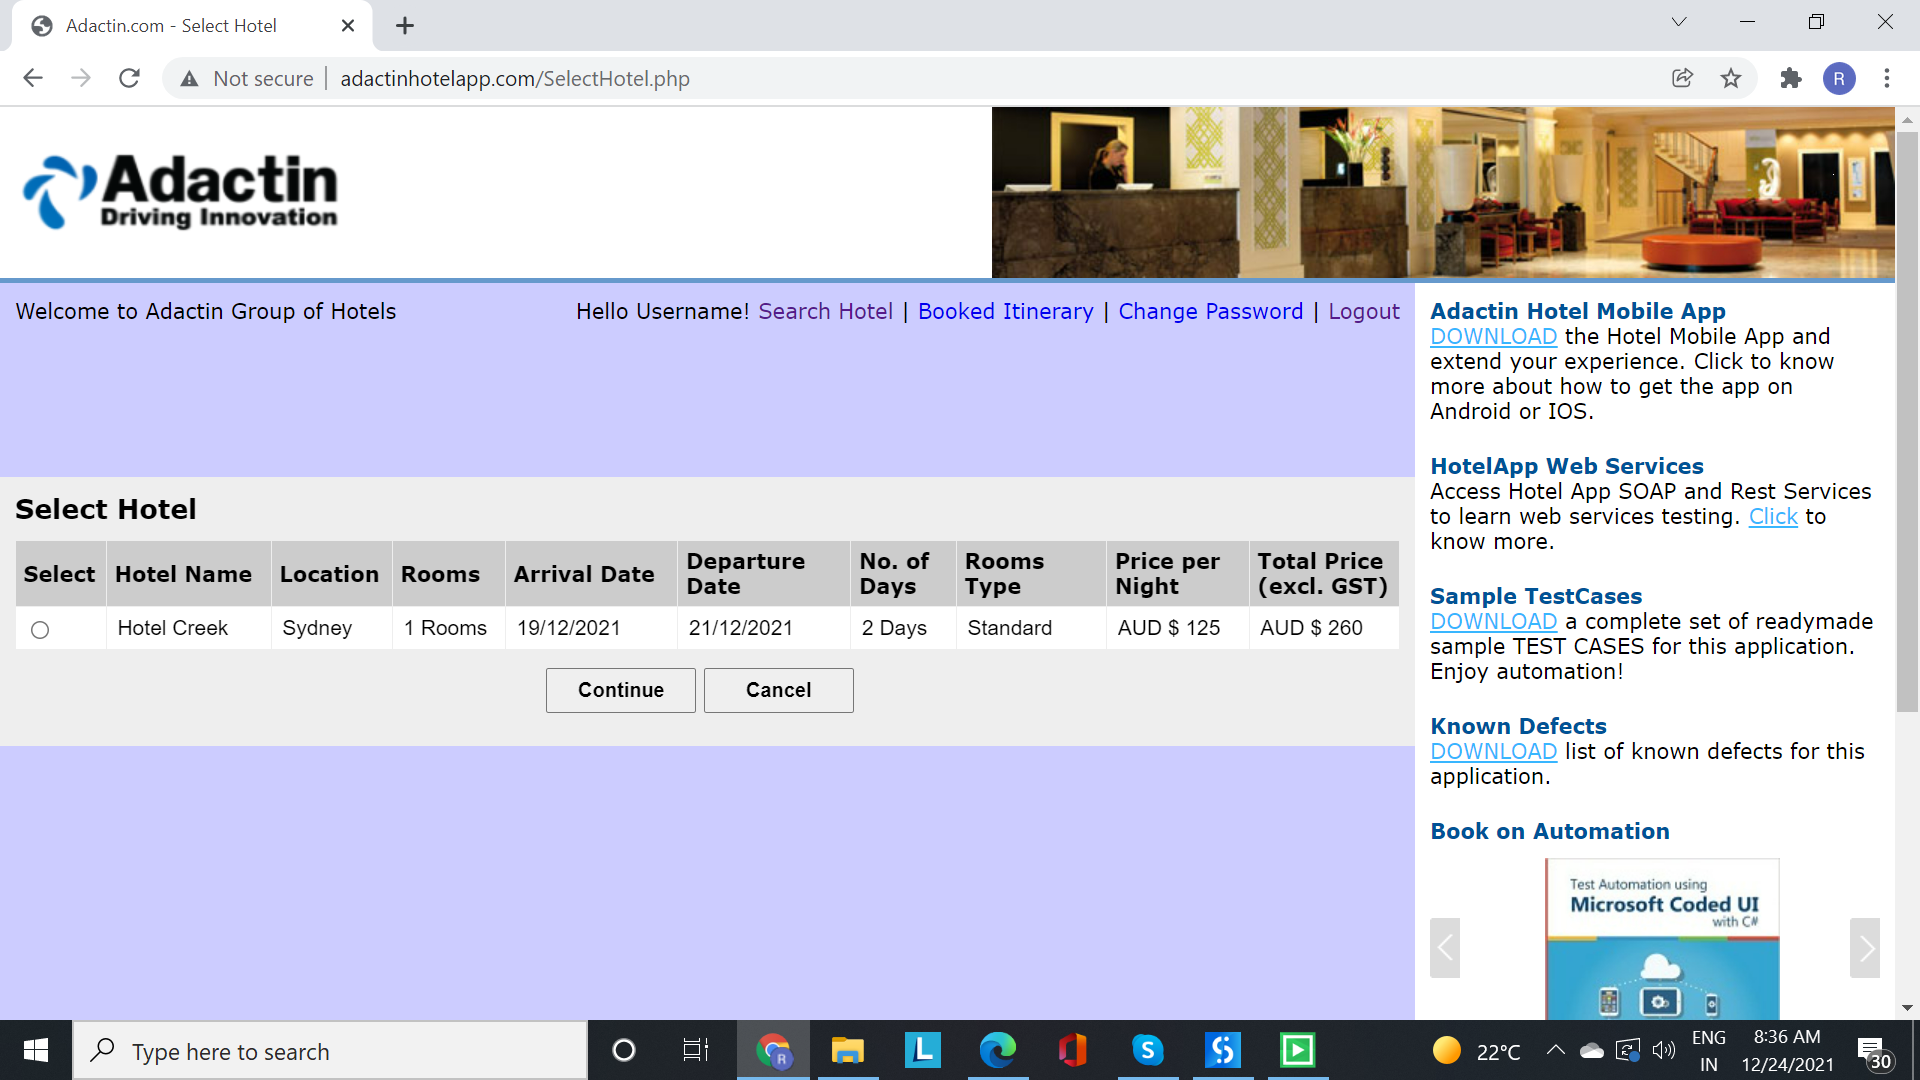 Adactin.com - Select Hotel
Not secure
adactinhotelapp.com/SelectHotel.php
R
Adactin
Driving Innovation
Welcome to Adactin Group of Hotels
Hello Username! Search Hotel | Booked Itinerary | Change Password | Logout
Select Hotel
Select Hotel Name Location Rooms Arrival Date Departure Date No. of Days Rooms Type Price per Night Total Price (excl. GST)
Hotel Creek Sydney 1 Rooms 19/12/2021 21/12/2021 2 Days Standard AUD $ 125 AUD $ 260
Continue Cancel
Adactin Hotel Mobile App
DOWNLOAD the Hotel Mobile App and
extend your experience. Click to know
more about how to get the app on
Android or IOS.
HotelApp Web Services
Access Hotel App SOAP and Rest Services
to learn web services testing. Click to
know more.
Sample TestCases
DOWNLOAD a complete set of readymade
sample TEST CASES for this application.
Enjoy automation!
Known Defects
DOWNLOAD list of known defects for this
application.
Book on Automation
Test Automation using
Microsoft Coded UI
with C#
Type here to search
R
L
S
22°C
ENG
IN
8:36 AM
12/24/2021
30